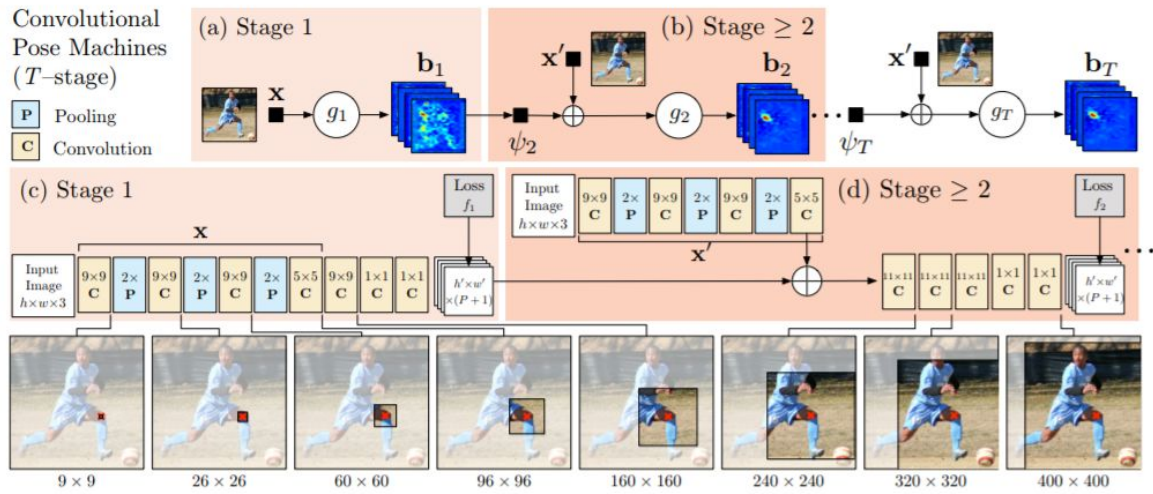 Convolutional
Pose Machines
(T–stage)
P Pooling
C Convolution
(a) Stage 1
x
g₁
b₁
(b) Stage ≥ 2
x′
ψ₂
g₂
b₂
...
x′
ψ_T
g_T
b_T
(c) Stage 1
x
Input
Image
h×w×3
9×9
C
2×
P
9×9
C
2×
P
9×9
C
2×
P
5×5
C
9×9
C
1×1
C
1×1
C
Loss
f₁
h′×w′
×(P+1)
(d) Stage ≥ 2
Input
Image
h×w×3
9×9
C
2×
P
9×9
C
2×
P
9×9
C
2×
P
5×5
C
x′
11×11
C
11×11
C
11×11
C
1×1
C
1×1
C
Loss
f₂
h′×w′
×(P+1)
...
9 × 9
26 × 26
60 × 60
96 × 96
160 × 160
240 × 240
320 × 320
400 × 400